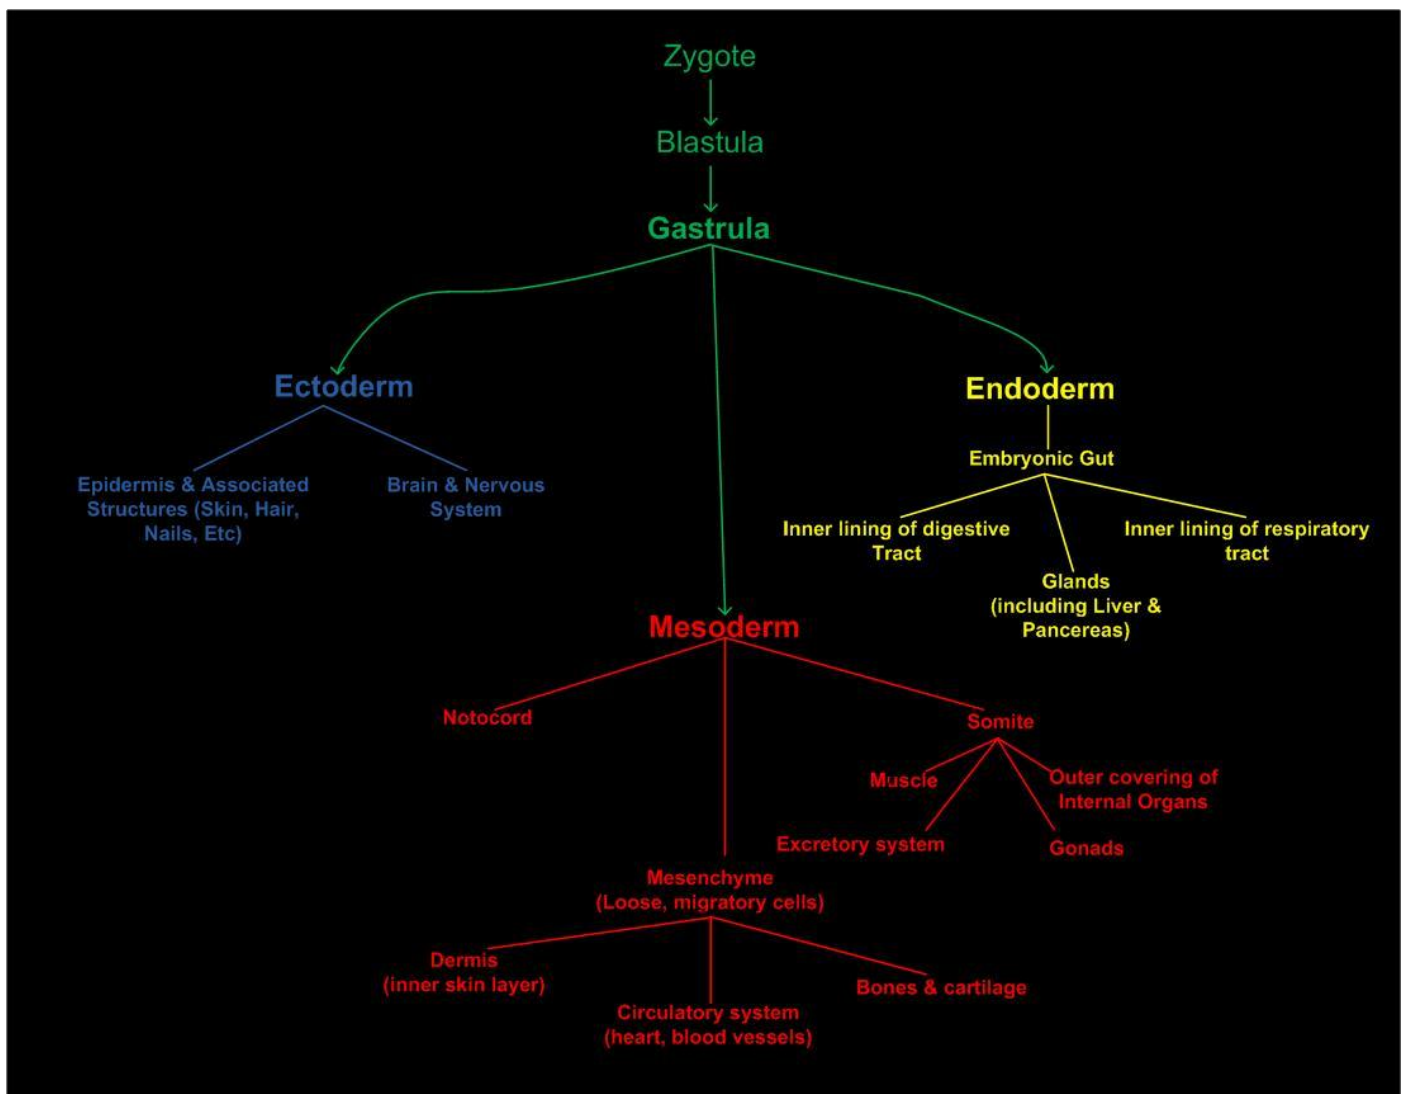 Zygote
Blastula
Gastrula
Ectoderm
Epidermis & Associated
Structures (Skin, Hair,
Nails, Etc)
Brain & Nervous
System
Endoderm
Embryonic Gut
Inner lining of digestive
Tract
Glands
(including Liver &
Pancereas)
Inner lining of respiratory
tract
Mesoderm
Notocord
Somite
Muscle
Outer covering of
Internal Organs
Excretory system
Gonads
Mesenchyme
(Loose, migratory cells)
Dermis
(inner skin layer)
Circulatory system
(heart, blood vessels)
Bones & cartilage